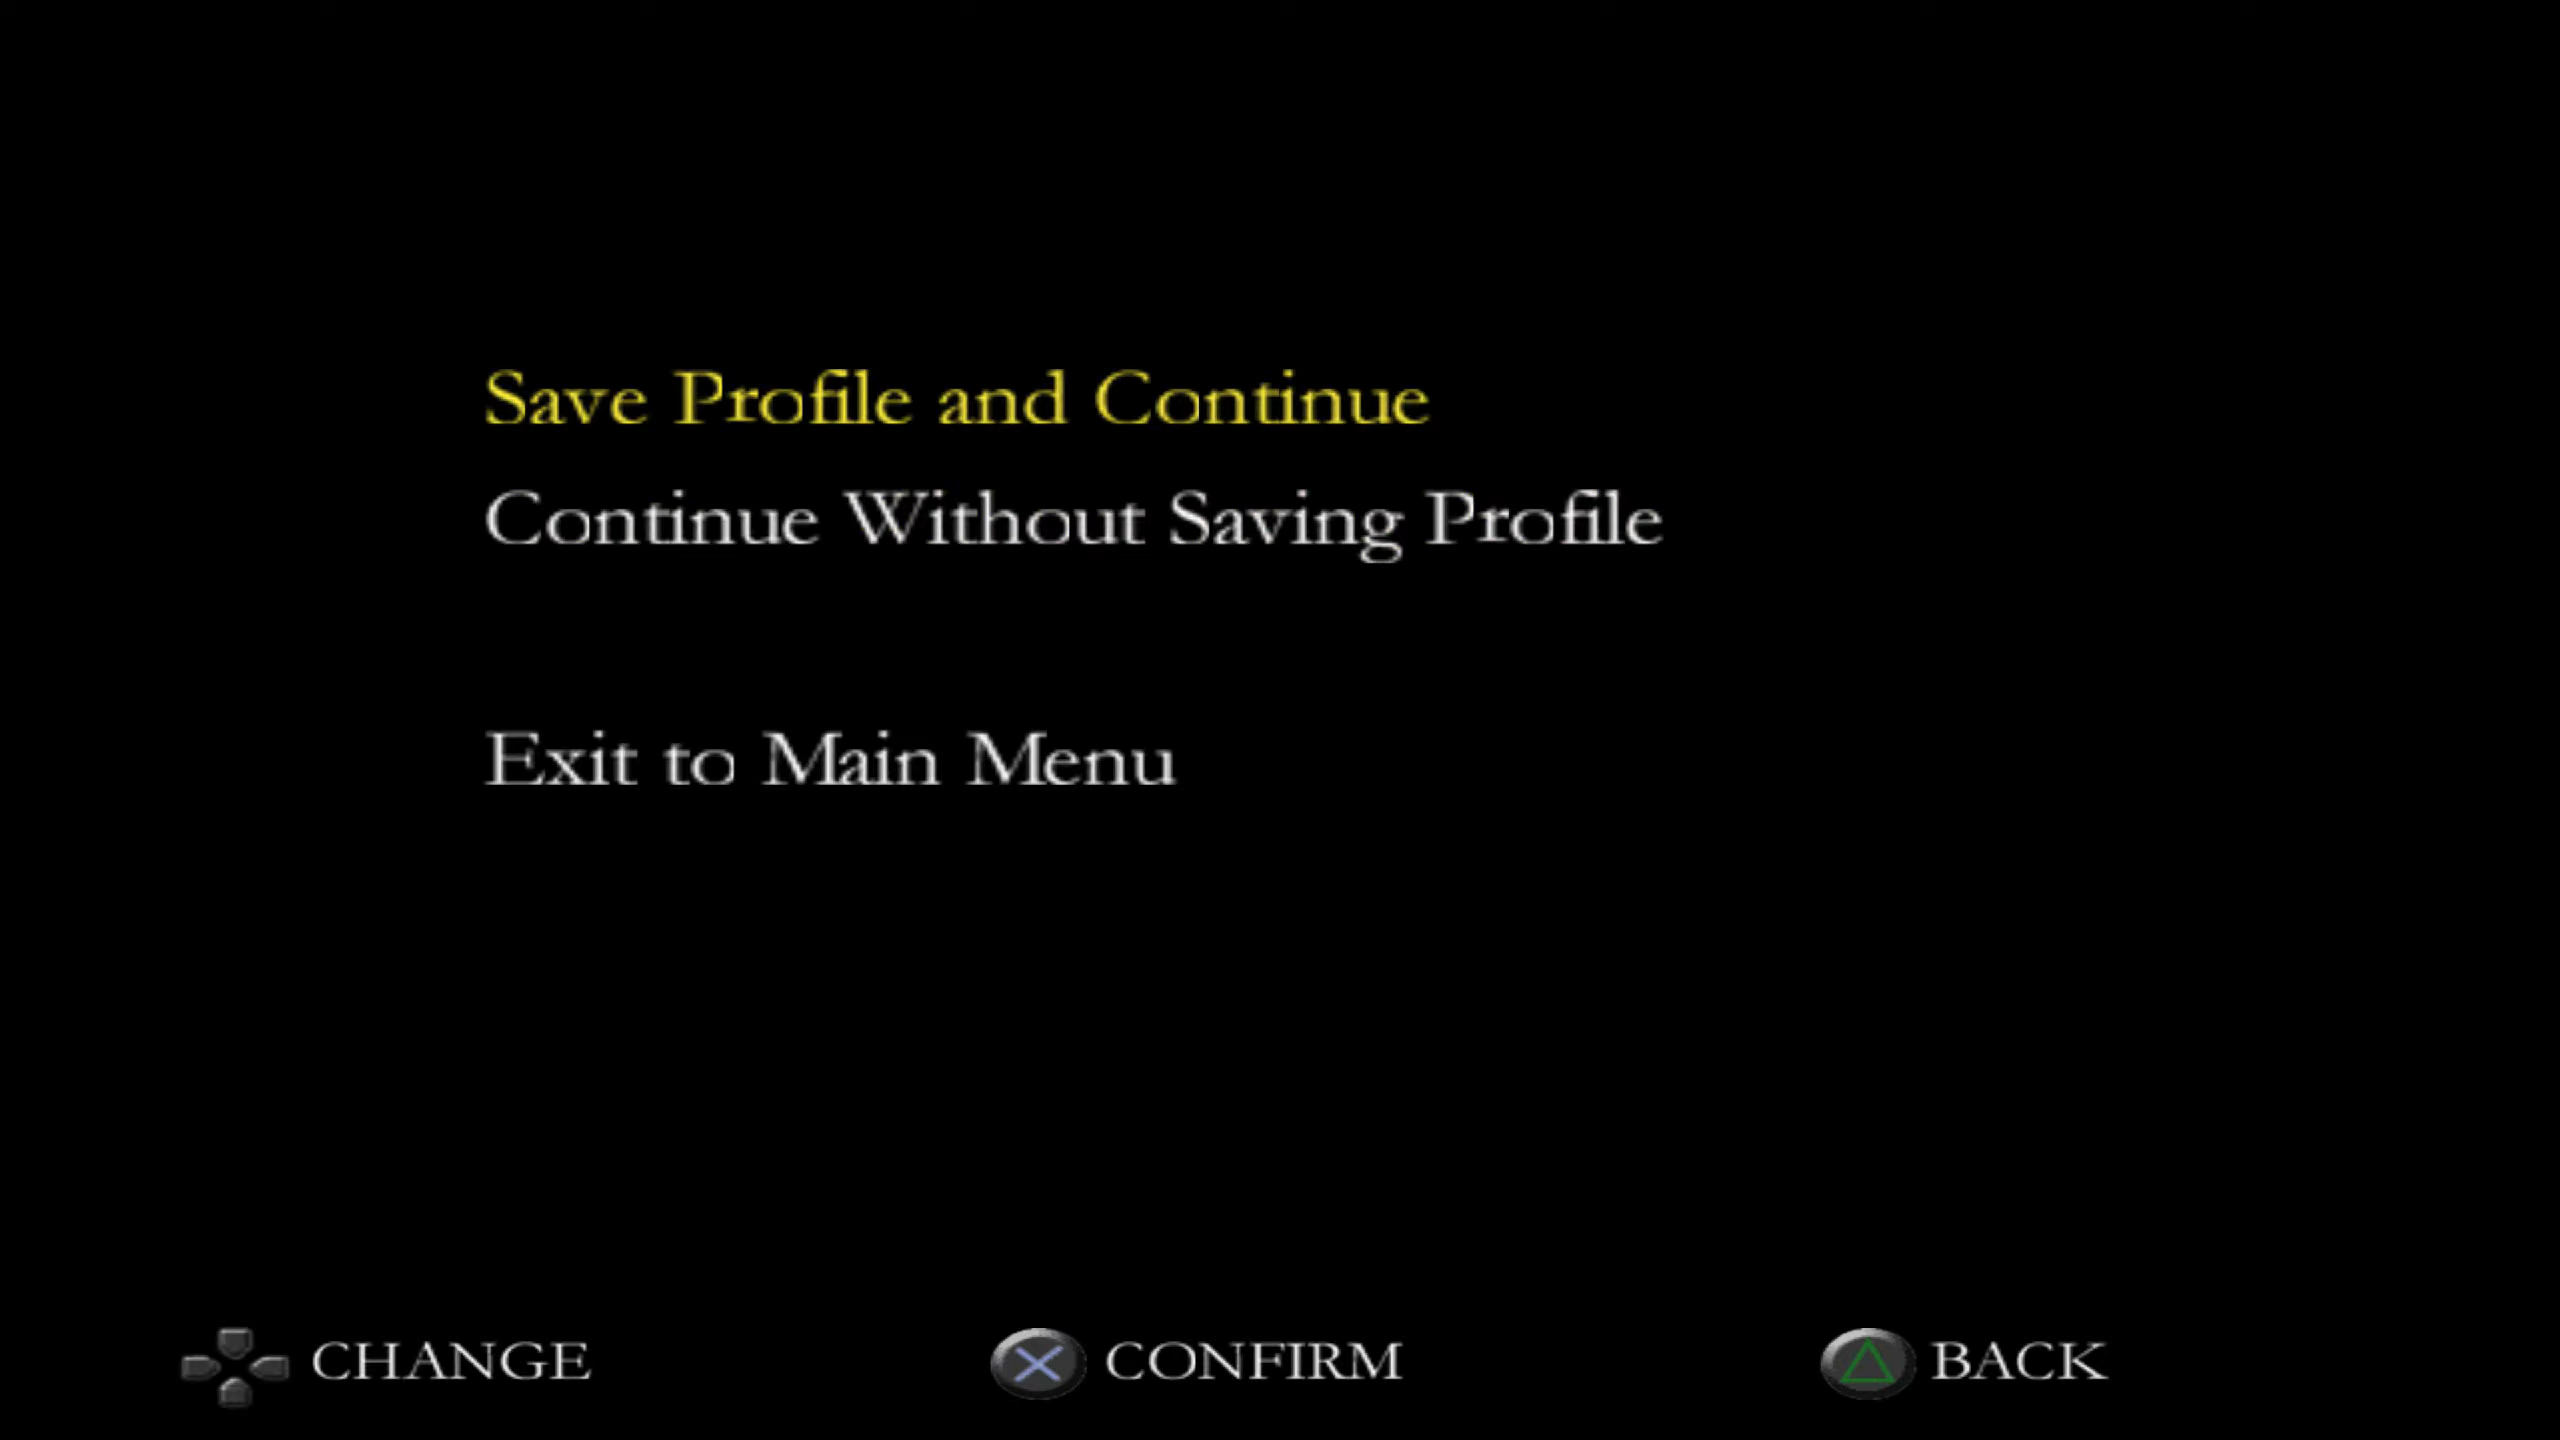 Save Profile and Continue
Continue Without Saving Profile
Exit to Main Menu
CHANGE
CONFIRM
BACK